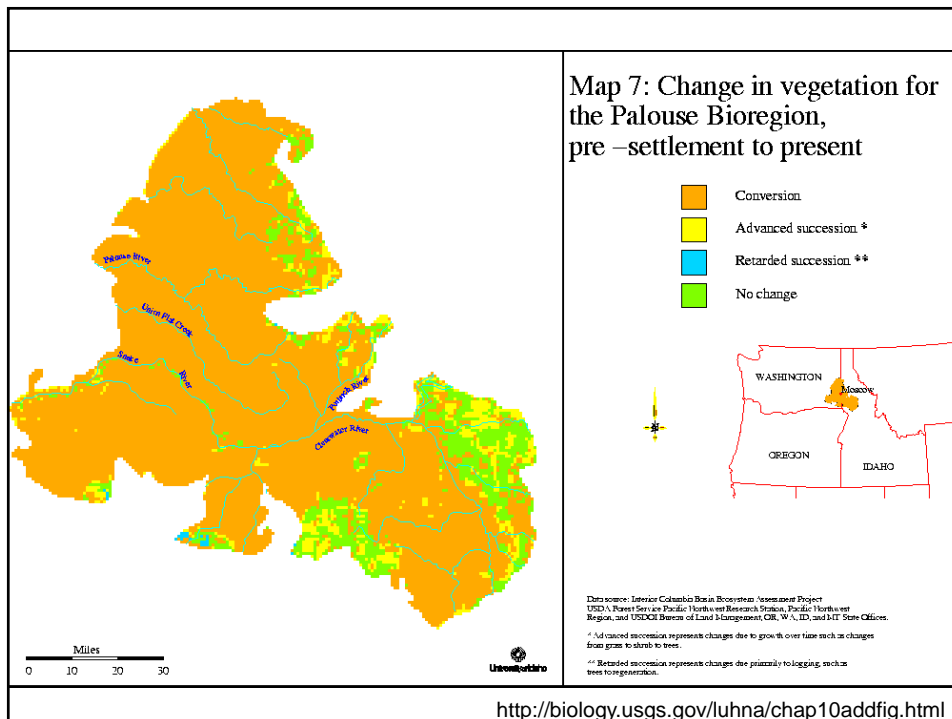 Map 7: Change in vegetation for
the Palouse Bioregion,
pre –settlement to present
Conversion
Advanced succession *
Retarded succession **
No change
Palouse River
Union Flat Creek
Snake
River
Potlatch River
Clearwater River
WASHINGTON
Moscow
OREGON
IDAHO
Data source: Interior Columbia Basin Ecosystem Assessment Project
USDA Forest Service Pacific Northwest Research Station, Pacific Northwest
Region, and USDOI Bureau of Land Management, OR, WA, ID, and MT State Offices.
* Advanced succession represents changes due to growth over time such as changes
from grass to shrub to trees.
** Retarded succession represents changes due primarily to logging, such as
trees to regeneration.
Miles
0 10 20 30
University of Idaho
http://biology.usgs.gov/luhna/chap10addfig.html